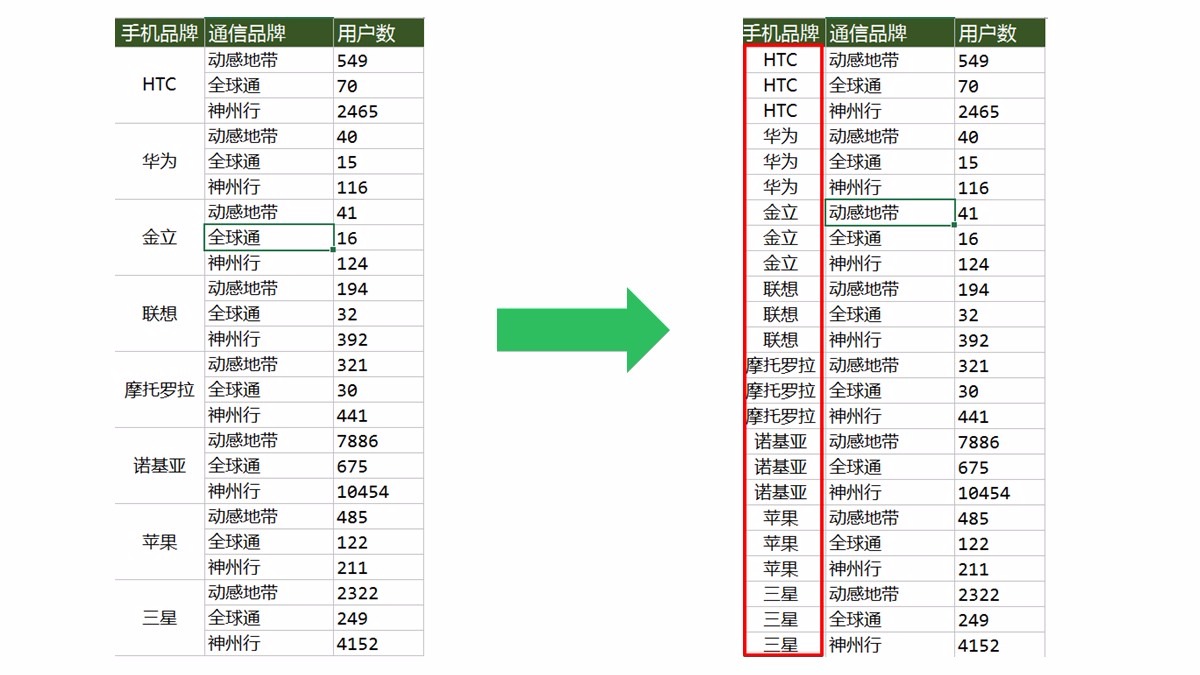 手机品牌 通信品牌 用户数
HTC 动感地带 549
全球通 70
神州行 2465
华为 动感地带 40
全球通 15
神州行 116
金立 动感地带 41
全球通 16
神州行 124
联想 动感地带 194
全球通 32
神州行 392
摩托罗拉 动感地带 321
全球通 30
神州行 441
诺基亚 动感地带 7886
全球通 675
神州行 10454
苹果 动感地带 485
全球通 122
神州行 211
三星 动感地带 2322
全球通 249
神州行 4152
手机品牌 通信品牌 用户数
HTC 动感地带 549
HTC 全球通 70
HTC 神州行 2465
华为 动感地带 40
华为 全球通 15
华为 神州行 116
金立 动感地带 41
金立 全球通 16
金立 神州行 124
联想 动感地带 194
联想 全球通 32
联想 神州行 392
摩托罗拉 动感地带 321
摩托罗拉 全球通 30
摩托罗拉 神州行 441
诺基亚 动感地带 7886
诺基亚 全球通 675
诺基亚 神州行 10454
苹果 动感地带 485
苹果 全球通 122
苹果 神州行 211
三星 动感地带 2322
三星 全球通 249
三星 神州行 4152